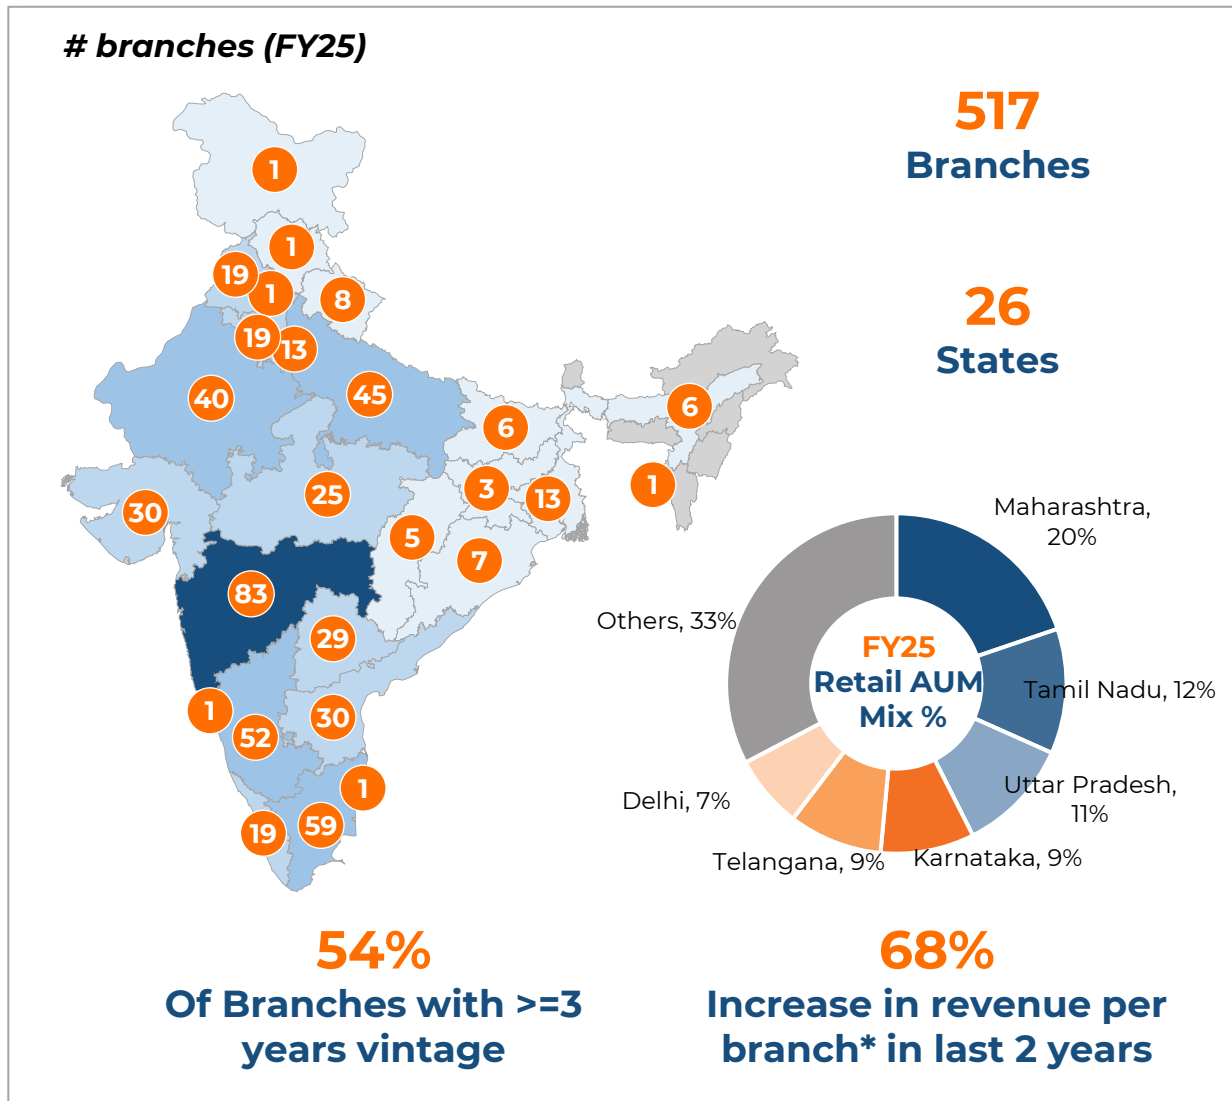 # branches (FY25)
517
Branches
26
States
1
1
19
1
8
19
13
40
45
6
6
25
3
13
1
30
5
7
83
29
1
30
52
1
59
19
Maharashtra,
20%
Others, 33%
FY25
Retail AUM
Mix %
Tamil Nadu, 12%
Uttar Pradesh,
11%
Delhi, 7%
Telangana, 9%
Karnataka, 9%
54%
Of Branches with >=3
years vintage
68%
Increase in revenue per
branch* in last 2 years